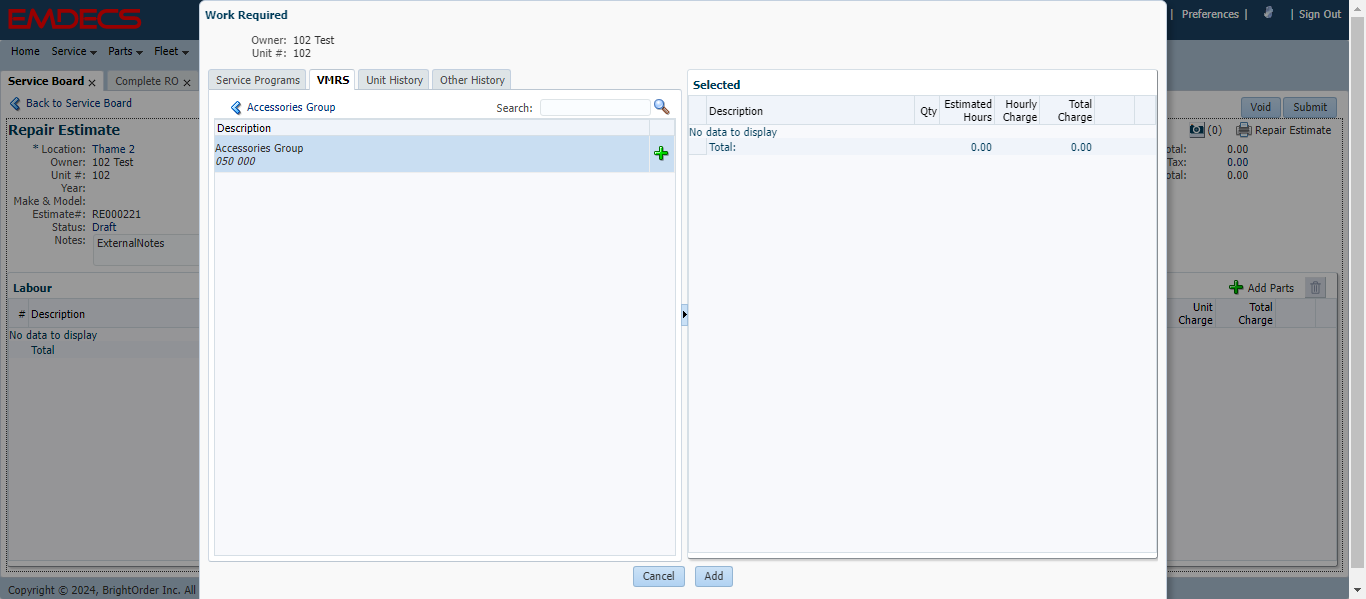 EMDECS
Preferences | | Sign Out
Home Service Parts Fleet
Service Board x Complete RO x
Back to Service Board
Void Submit
Repair Estimate
(0) Repair Estimate
* Location: Thame 2
Owner: 102 Test
Unit #: 102
Year:
Make & Model:
Estimate#: RE000221
Status: Draft
Notes: ExternalNotes
otal: 0.00
Tax: 0.00
otal: 0.00
Labour
# Description
No data to display
Total
Add Parts
Unit Charge Total Charge
Copyright © 2024, BrightOrder Inc. All
Work Required
Owner: 102 Test
Unit #: 102
Service Programs VMRS Unit History Other History
Accessories Group Search:
Description
Accessories Group
050 000
Selected
Description Qty Estimated Hours Hourly Charge Total Charge
No data to display
Total: 0.00 0.00
Cancel Add